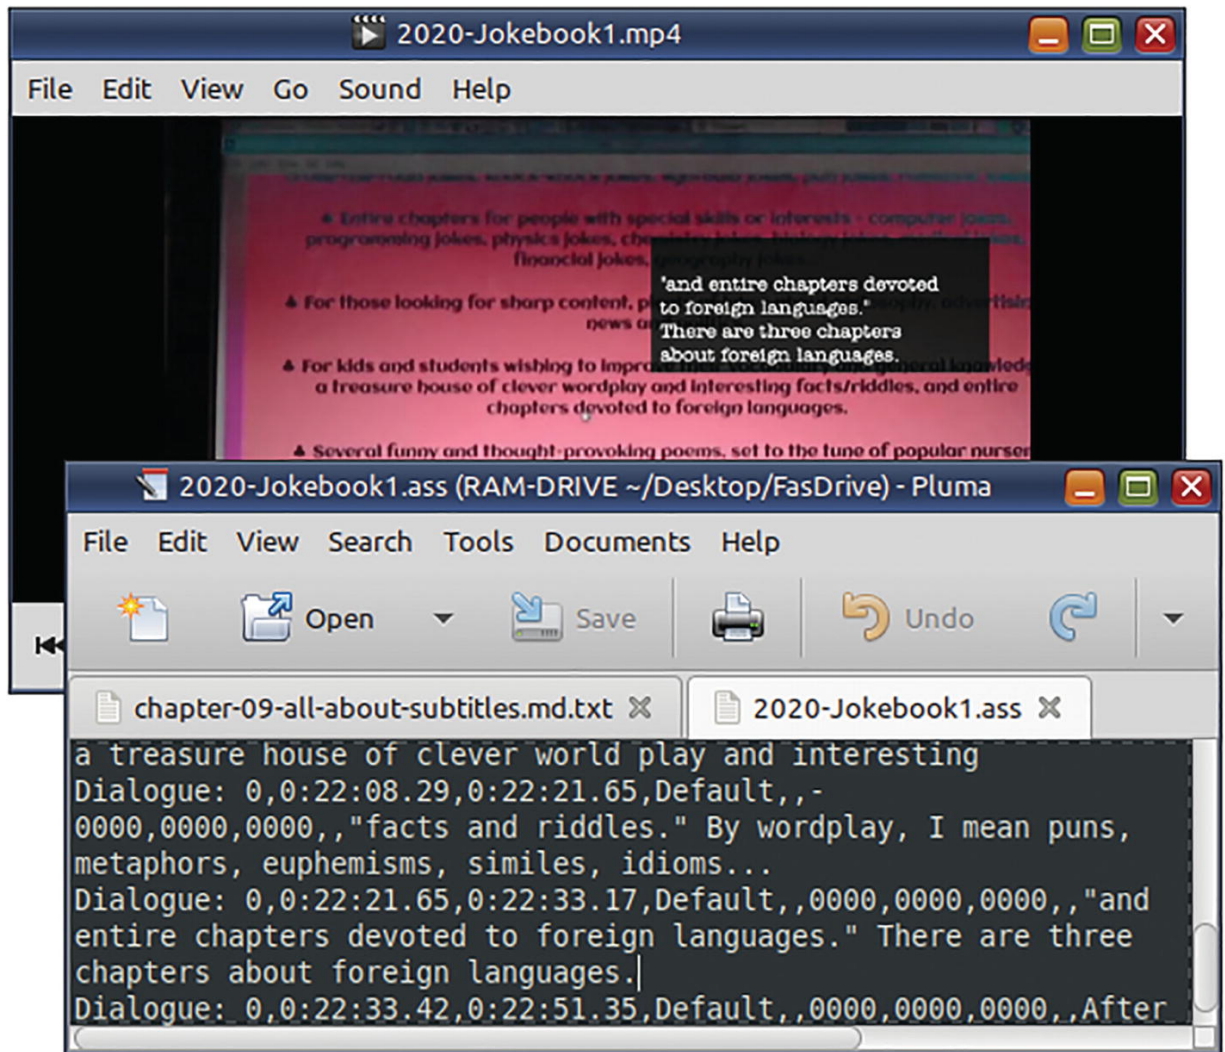 2020-Jokebook1.mp4
File Edit View Go Sound Help
♣ Entire chapters for people with special skills or interests - computer jokes,
programming jokes, physics jokes,
financial jokes, geography jokes.
♣ For those looking for sharp content,
news
♣ For kids and students wishing to improve their vocabulary and general knowledge
a treasure house of clever wordplay and interesting facts/riddles, and entire
chapters devoted to foreign languages.
♣ Several funny and thought-provoking poems, set to the tune of popular nurser
"and entire chapters devoted
to foreign languages."
There are three chapters
about foreign languages.
2020-Jokebook1.ass (RAM-DRIVE ~/Desktop/FasDrive) - Pluma
File Edit View Search Tools Documents Help
Open Save Undo
chapter-09-all-about-subtitles.md.txt 2020-Jokebook1.ass
a treasure house of clever world play and interesting
Dialogue: 0,0:22:08.29,0:22:21.65,Default,,-
0000,0000,0000,,"facts and riddles." By wordplay, I mean puns,
metaphors, euphemisms, similes, idioms...
Dialogue: 0,0:22:21.65,0:22:33.17,Default,,0000,0000,0000,,"and
entire chapters devoted to foreign languages." There are three
chapters about foreign languages.
Dialogue: 0,0:22:33.42,0:22:51.35,Default,,0000,0000,0000,,After